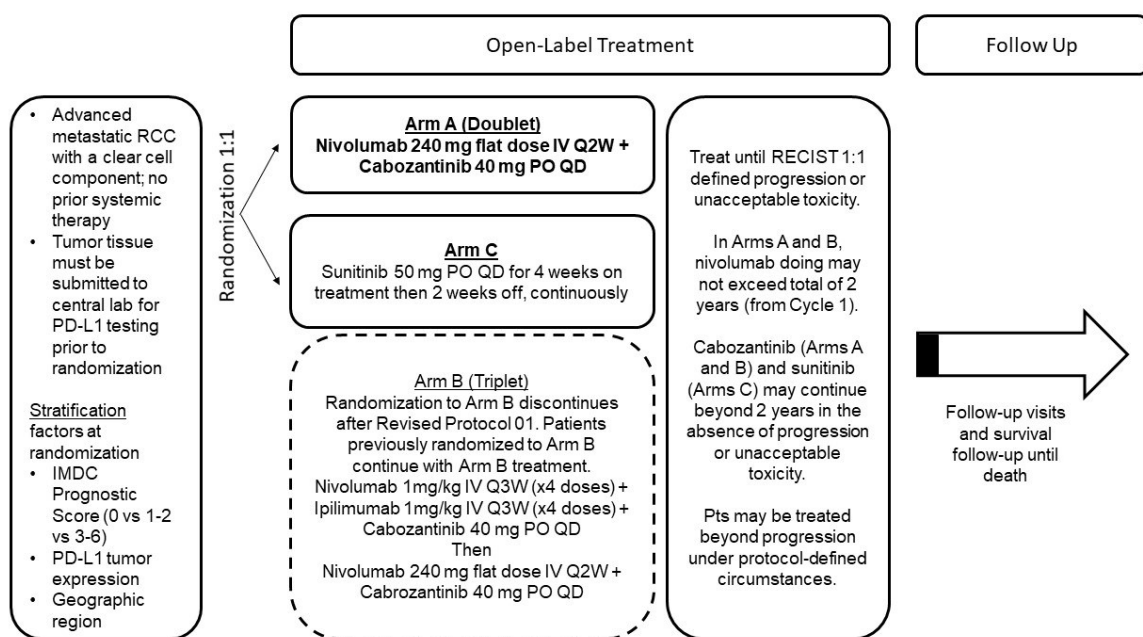 Open-Label Treatment
Follow Up
• Advanced
metastatic RCC
with a clear cell
component; no
prior systemic
therapy
• Tumor tissue
must be
submitted to
central lab for
PD-L1 testing
prior to
randomization
Stratification
factors at
randomization
• IMDC
Prognostic
Score (0 vs 1-2
vs 3-6)
• PD-L1 tumor
expression
• Geographic
region
Randomization 1:1
Arm A (Doublet)
Nivolumab 240 mg flat dose IV Q2W +
Cabozantinib 40 mg PO QD
Arm C
Sunitinib 50 mg PO QD for 4 weeks on
treatment then 2 weeks off, continuously
Arm B (Triplet)
Randomization to Arm B discontinues
after Revised Protocol 01. Patients
previously randomized to Arm B
continue with Arm B treatment.
Nivolumab 1mg/kg IV Q3W (x4 doses) +
Ipilimumab 1mg/kg IV Q3W (x4 doses) +
Cabozantinib 40 mg PO QD
Then
Nivolumab 240 mg flat dose IV Q2W +
Cabrozantinib 40 mg PO QD
Treat until RECIST 1:1
defined progression or
unacceptable toxicity.
In Arms A and B,
nivolumab doing may
not exceed total of 2
years (from Cycle 1).
Cabozantinib (Arms A
and B) and sunitinib
(Arms C) may continue
beyond 2 years in the
absence of progression
or unacceptable
toxicity.
Pts may be treated
beyond progression
under protocol-defined
circumstances.
Follow-up visits
and survival
follow-up until
death